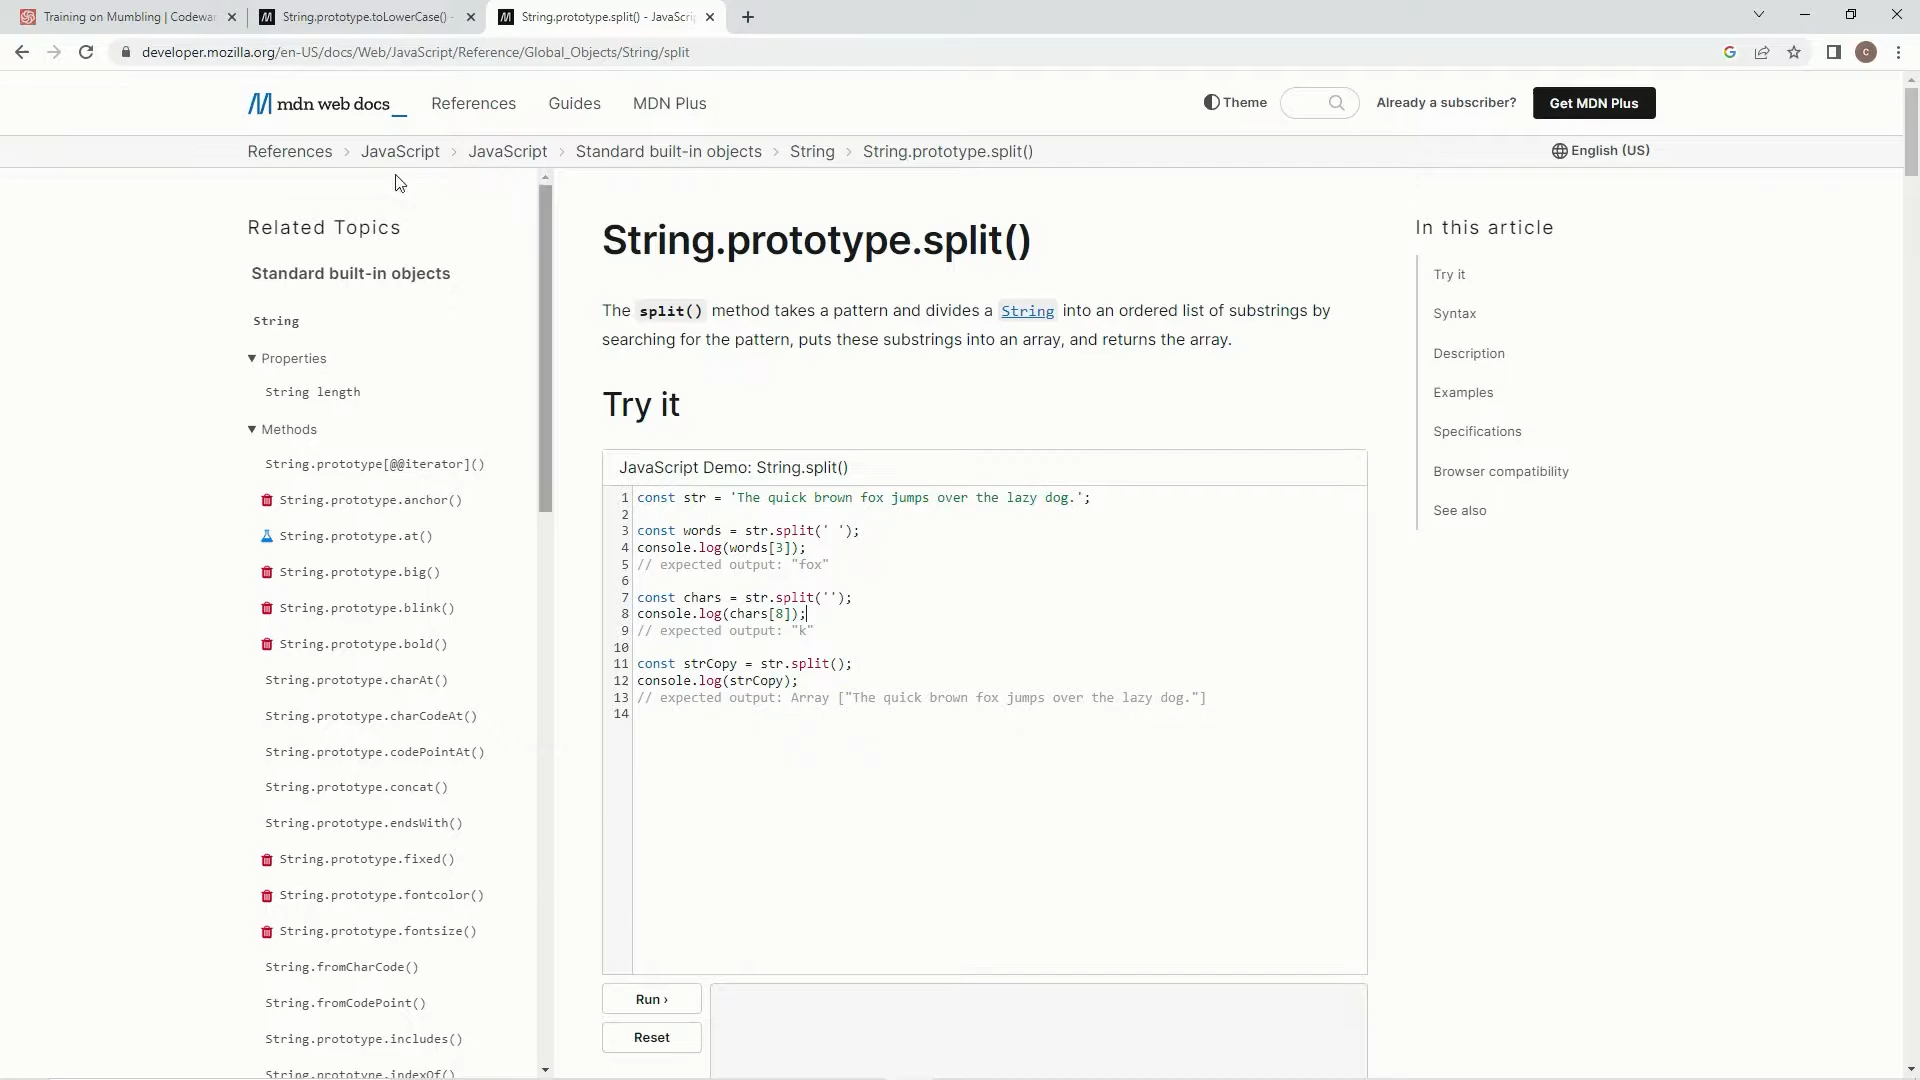 Training on Mumbling | Codewar
String.prototype.toLowerCase() -
String.prototype.split() - JavaScri
developer.mozilla.org/en-US/docs/Web/JavaScript/Reference/Global_Objects/String/split
C
mdn web docs_
References
Guides
MDN Plus
Theme
Already a subscriber?
Get MDN Plus
References > JavaScript > JavaScript > Standard built-in objects > String > String.prototype.split()
English (US)
Related Topics
Standard built-in objects
String
Properties
String length
Methods
String.prototype[@@iterator]()
String.prototype.anchor()
String.prototype.at()
String.prototype.big()
String.prototype.blink()
String.prototype.bold()
String.prototype.charAt()
String.prototype.charCodeAt()
String.prototype.codePointAt()
String.prototype.concat()
String.prototype.endsWith()
String.prototype.fixed()
String.prototype.fontcolor()
String.prototype.fontsize()
String.fromCharCode()
String.fromCodePoint()
String.prototype.includes()
String.prototype.indexOf()
String.prototype.split()
The split() method takes a pattern and divides a String into an ordered list of substrings by
searching for the pattern, puts these substrings into an array, and returns the array.
Try it
JavaScript Demo: String.split()
1 const str = 'The quick brown fox jumps over the lazy dog.';
2
3 const words = str.split(' ');
4 console.log(words[3]);
5 // expected output: "fox"
6
7 const chars = str.split('');
8 console.log(chars[8]);
9 // expected output: "k"
10
11 const strCopy = str.split();
12 console.log(strCopy);
13 // expected output: Array ["The quick brown fox jumps over the lazy dog."]
14
Run ›
Reset
In this article
Try it
Syntax
Description
Examples
Specifications
Browser compatibility
See also